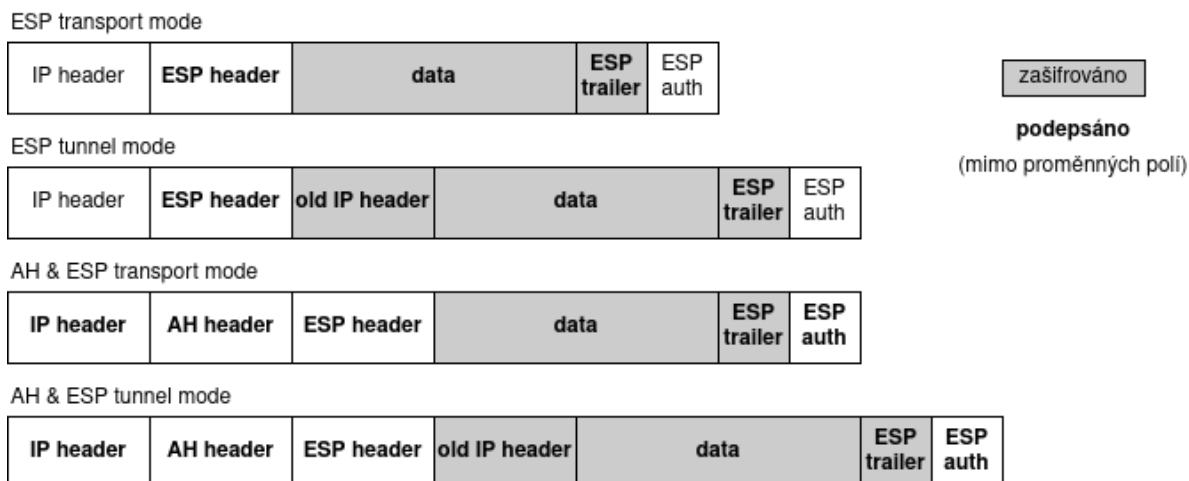 ESP transport mode
IP header ESP header data ESP trailer ESP auth
zašifrováno
podepsáno
(mimo proměnných polí)
ESP tunnel mode
IP header ESP header old IP header data ESP trailer ESP auth
AH & ESP transport mode
IP header AH header ESP header data ESP trailer ESP auth
AH & ESP tunnel mode
IP header AH header ESP header old IP header data ESP trailer ESP auth